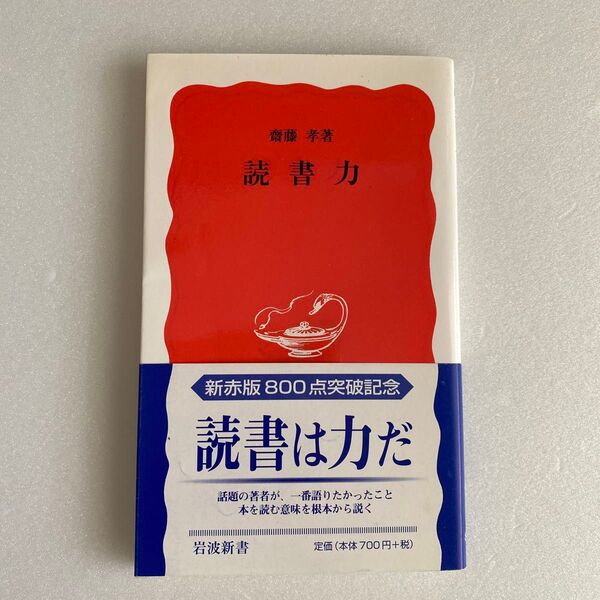 齋藤 孝著
読書力
新赤版800点突破記念
読書は力だ
話題の著者が、一番語りたかったこと
本を読む意味を根本から説く
岩波新書
定価(本体700円+税)